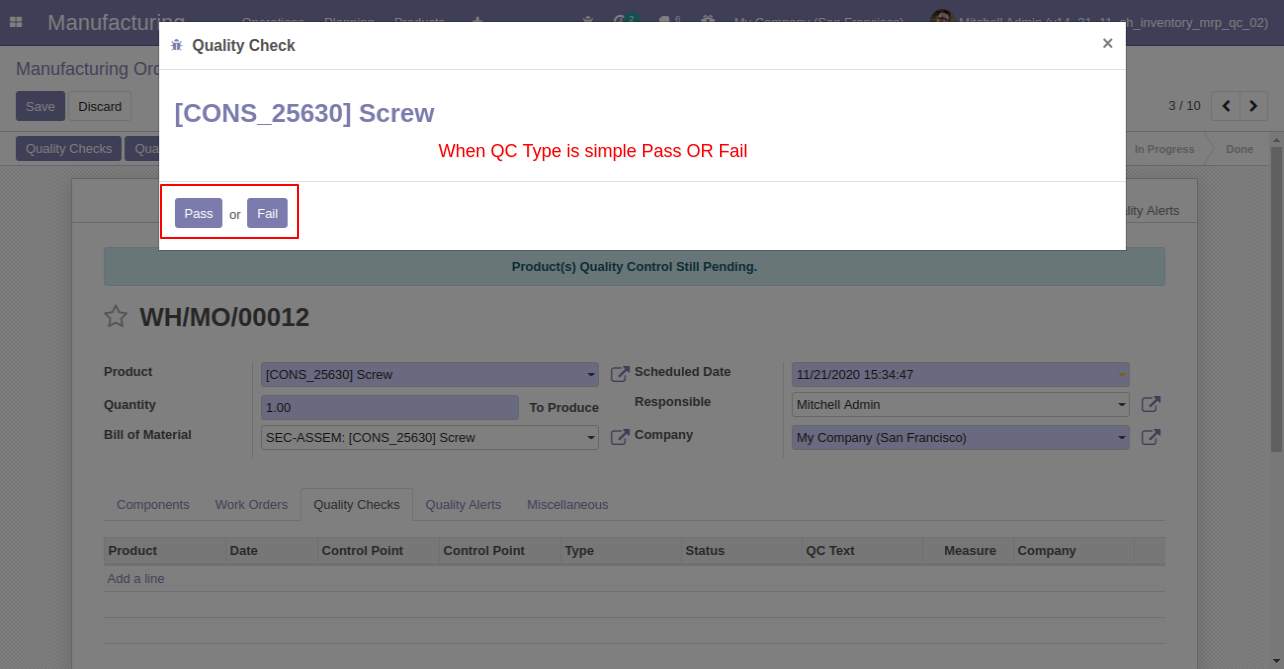 Manufacturing Operations Planning Products 2 6 My Company (San Francisco) Mitchell Admin
h_inventory_mrp_qc_02)
Quality Check ×
Manufacturing Ord
[CONS_25630] Screw
Save Discard
3 / 10
When QC Type is simple Pass OR Fail
Quality Checks Qua
In Progress Done
Pass or Fail
lity Alerts
Product(s) Quality Control Still Pending.
WH/MO/00012
Product [CONS_25630] Screw Scheduled Date 11/21/2020 15:34:47
Quantity 1.00 To Produce Responsible Mitchell Admin
Bill of Material SEC-ASSEM: [CONS_25630] Screw Company My Company (San Francisco)
Components Work Orders Quality Checks Quality Alerts Miscellaneous
Product Date Control Point Control Point Type Status QC Text Measure Company
Add a line